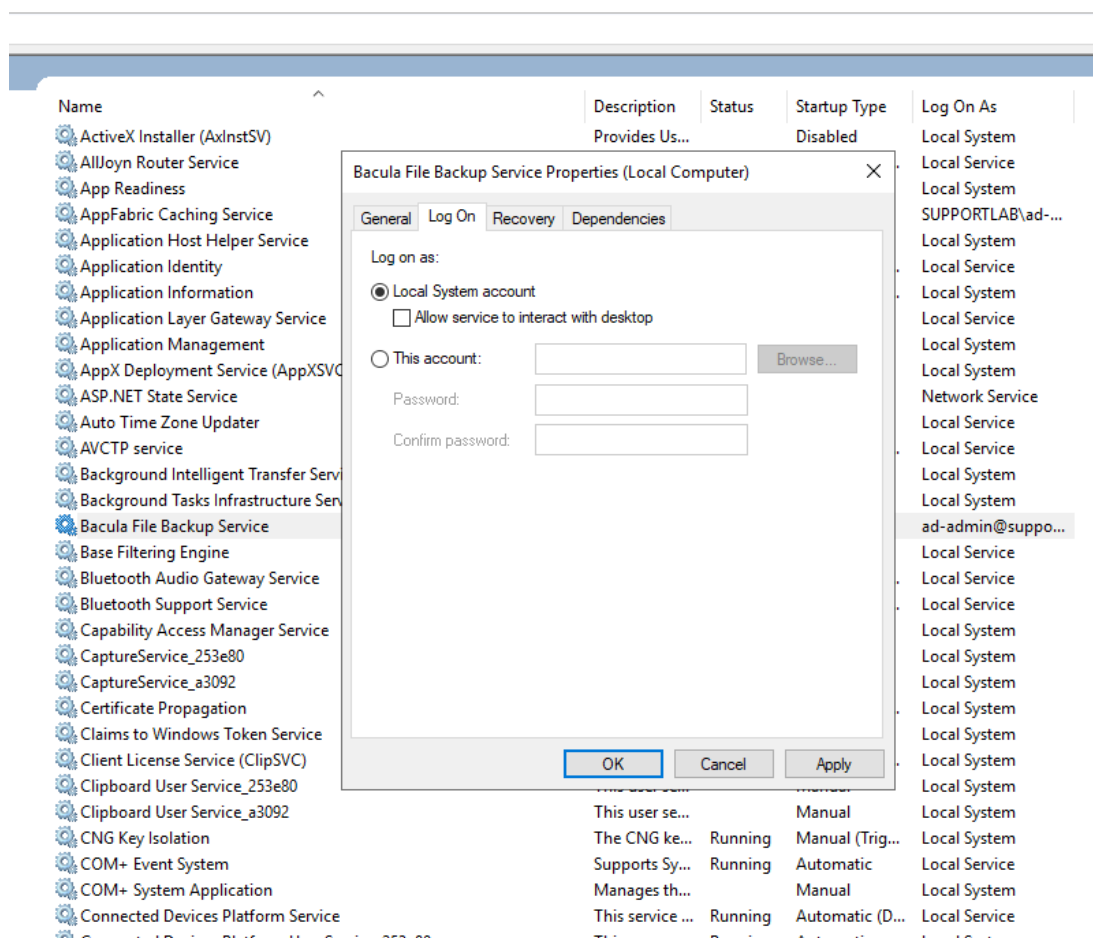 Name Description Status Startup Type Log On As
ActiveX Installer (AxInstSV) Provides Us... Disabled Local System
AllJoyn Router Service . Local Service
App Readiness Local System
AppFabric Caching Service SUPPORTLAB\ad-...
Application Host Helper Service Local System
Application Identity . Local Service
Application Information . Local System
Application Layer Gateway Service Local Service
Application Management Local System
AppX Deployment Service (AppXSVC Local System
ASP.NET State Service Network Service
Auto Time Zone Updater Local Service
AVCTP service . Local Service
Background Intelligent Transfer Servi Local System
Background Tasks Infrastructure Serv Local System
Bacula File Backup Service ad-admin@suppo...
Base Filtering Engine Local Service
Bluetooth Audio Gateway Service . Local Service
Bluetooth Support Service . Local Service
Capability Access Manager Service Local System
CaptureService_253e80 Local System
CaptureService_a3092 Local System
Certificate Propagation . Local System
Claims to Windows Token Service Local System
Client License Service (ClipSVC) . Local System
Clipboard User Service_253e80 Local System
Clipboard User Service_a3092 This user se... Manual Local System
CNG Key Isolation The CNG ke... Running Manual (Trig... Local System
COM+ Event System Supports Sy... Running Automatic Local Service
COM+ System Application Manages th... Manual Local System
Connected Devices Platform Service This service ... Running Automatic (D... Local Service
Bacula File Backup Service Properties (Local Computer)
General Log On Recovery Dependencies
Log on as:
Local System account
Allow service to interact with desktop
This account: Browse...
Password:
Confirm password:
OK Cancel Apply